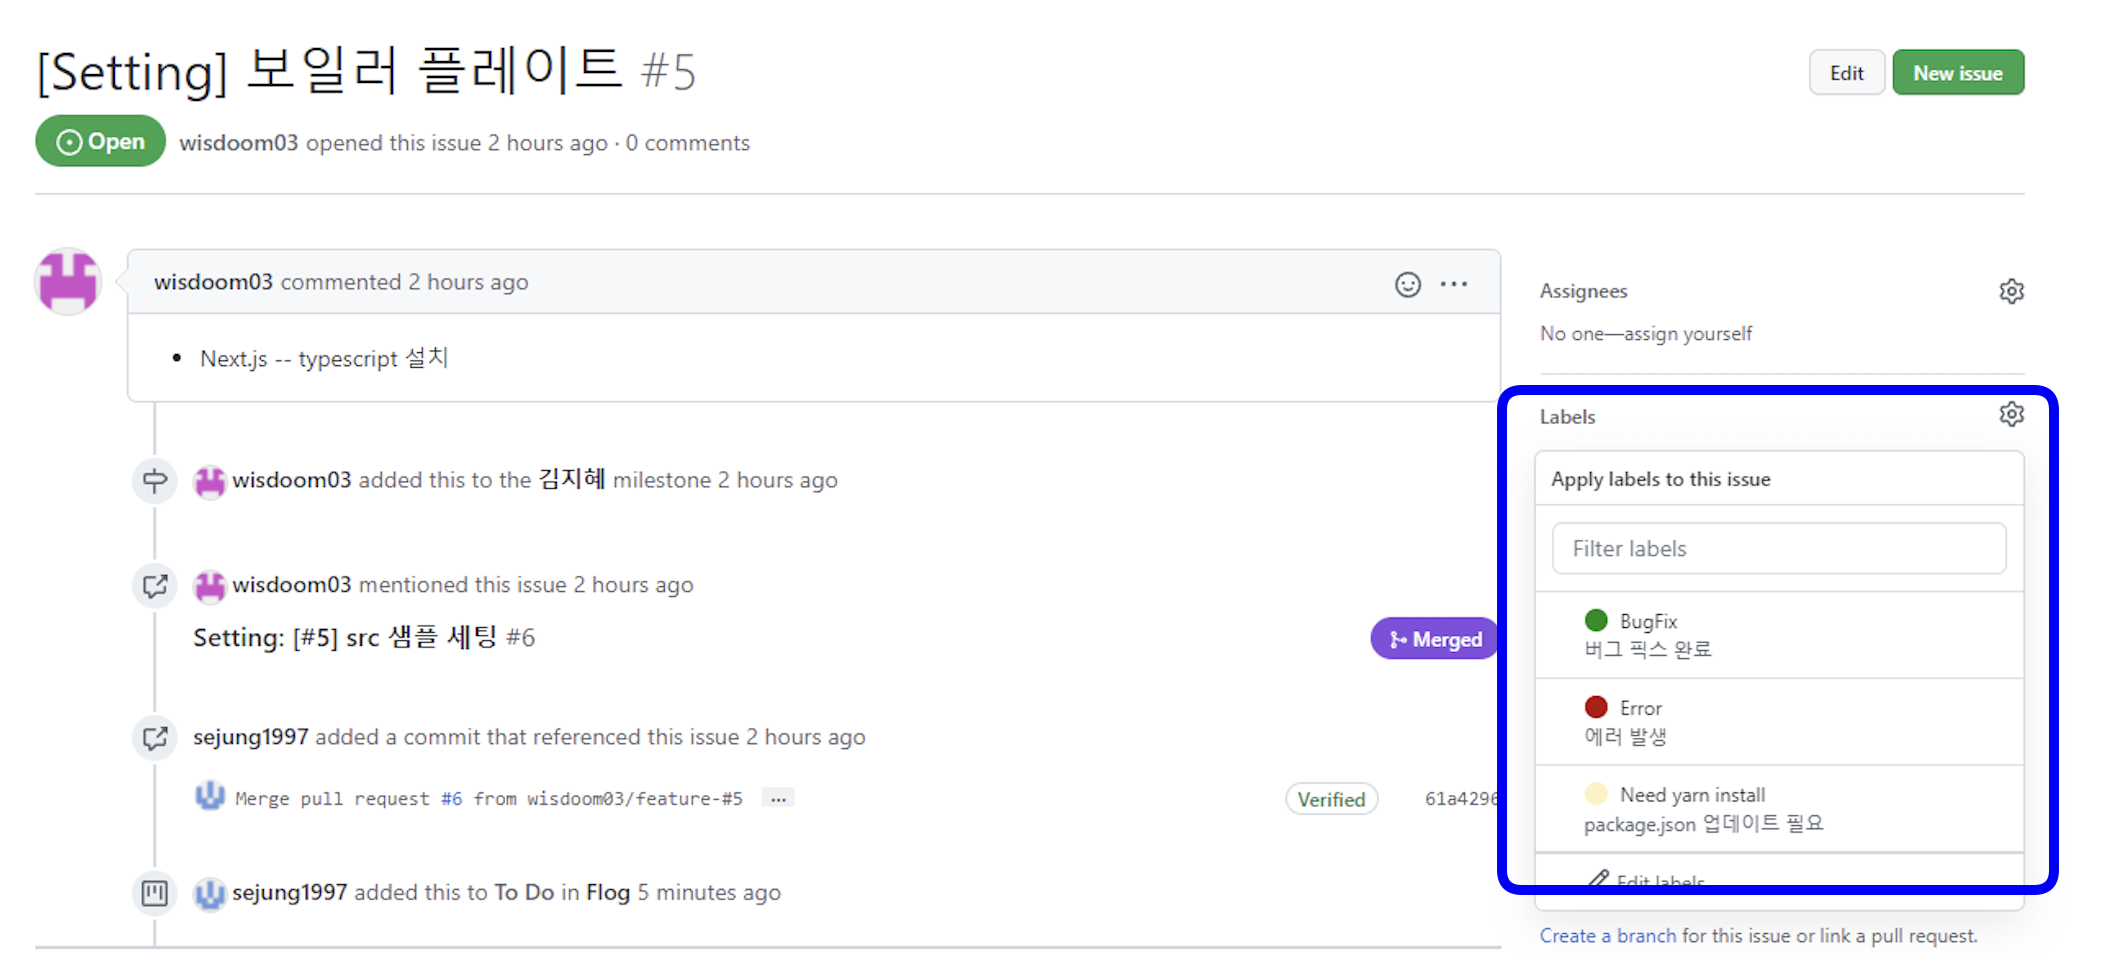 [Setting] 보일러 플레이트 #5
Edit
New issue
Open
wisdoom03 opened this issue 2 hours ago · 0 comments
wisdoom03 commented 2 hours ago
• Next.js -- typescript 설치
wisdoom03 added this to the 김지혜 milestone 2 hours ago
wisdoom03 mentioned this issue 2 hours ago
Setting: [#5] src 샘플 세팅 #6
Merged
sejung1997 added a commit that referenced this issue 2 hours ago
Merge pull request #6 from wisdoom03/feature-#5 ...
Verified
61a4296
sejung1997 added this to To Do in Flog 5 minutes ago
Assignees
No one—assign yourself
Labels
Apply labels to this issue
Filter labels
BugFix
버그 픽스 완료
Error
에러 발생
Need yarn install
package.json 업데이트 필요
Edit labels
Create a branch for this issue or link a pull request.